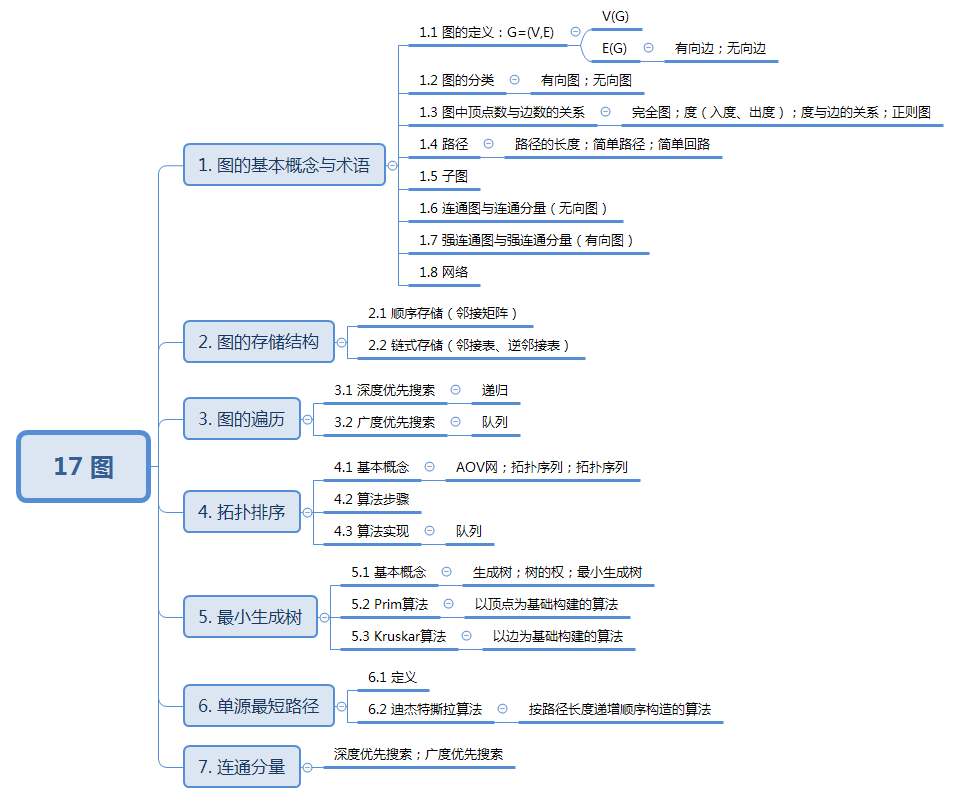 17 图
1. 图的基本概念与术语
1.1 图的定义：G=(V,E)
V(G)
E(G)
有向边；无向边
1.2 图的分类
有向图；无向图
1.3 图中顶点数与边数的关系
完全图；度（入度、出度）；度与边的关系；正则图
1.4 路径
路径的长度；简单路径；简单回路
1.5 子图
1.6 连通图与连通分量（无向图）
1.7 强连通图与强连通分量（有向图）
1.8 网络
2. 图的存储结构
2.1 顺序存储（邻接矩阵）
2.2 链式存储（邻接表、逆邻接表）
3. 图的遍历
3.1 深度优先搜索
递归
3.2 广度优先搜索
队列
4. 拓扑排序
4.1 基本概念
AOV网；拓扑序列；拓扑序列
4.2 算法步骤
4.3 算法实现
队列
5. 最小生成树
5.1 基本概念
生成树；树的权；最小生成树
5.2 Prim算法
以顶点为基础构建的算法
5.3 Kruskar算法
以边为基础构建的算法
6. 单源最短路径
6.1 定义
6.2 迪杰特斯拉算法
按路径长度递增顺序构造的算法
7. 连通分量
深度优先搜索；广度优先搜索